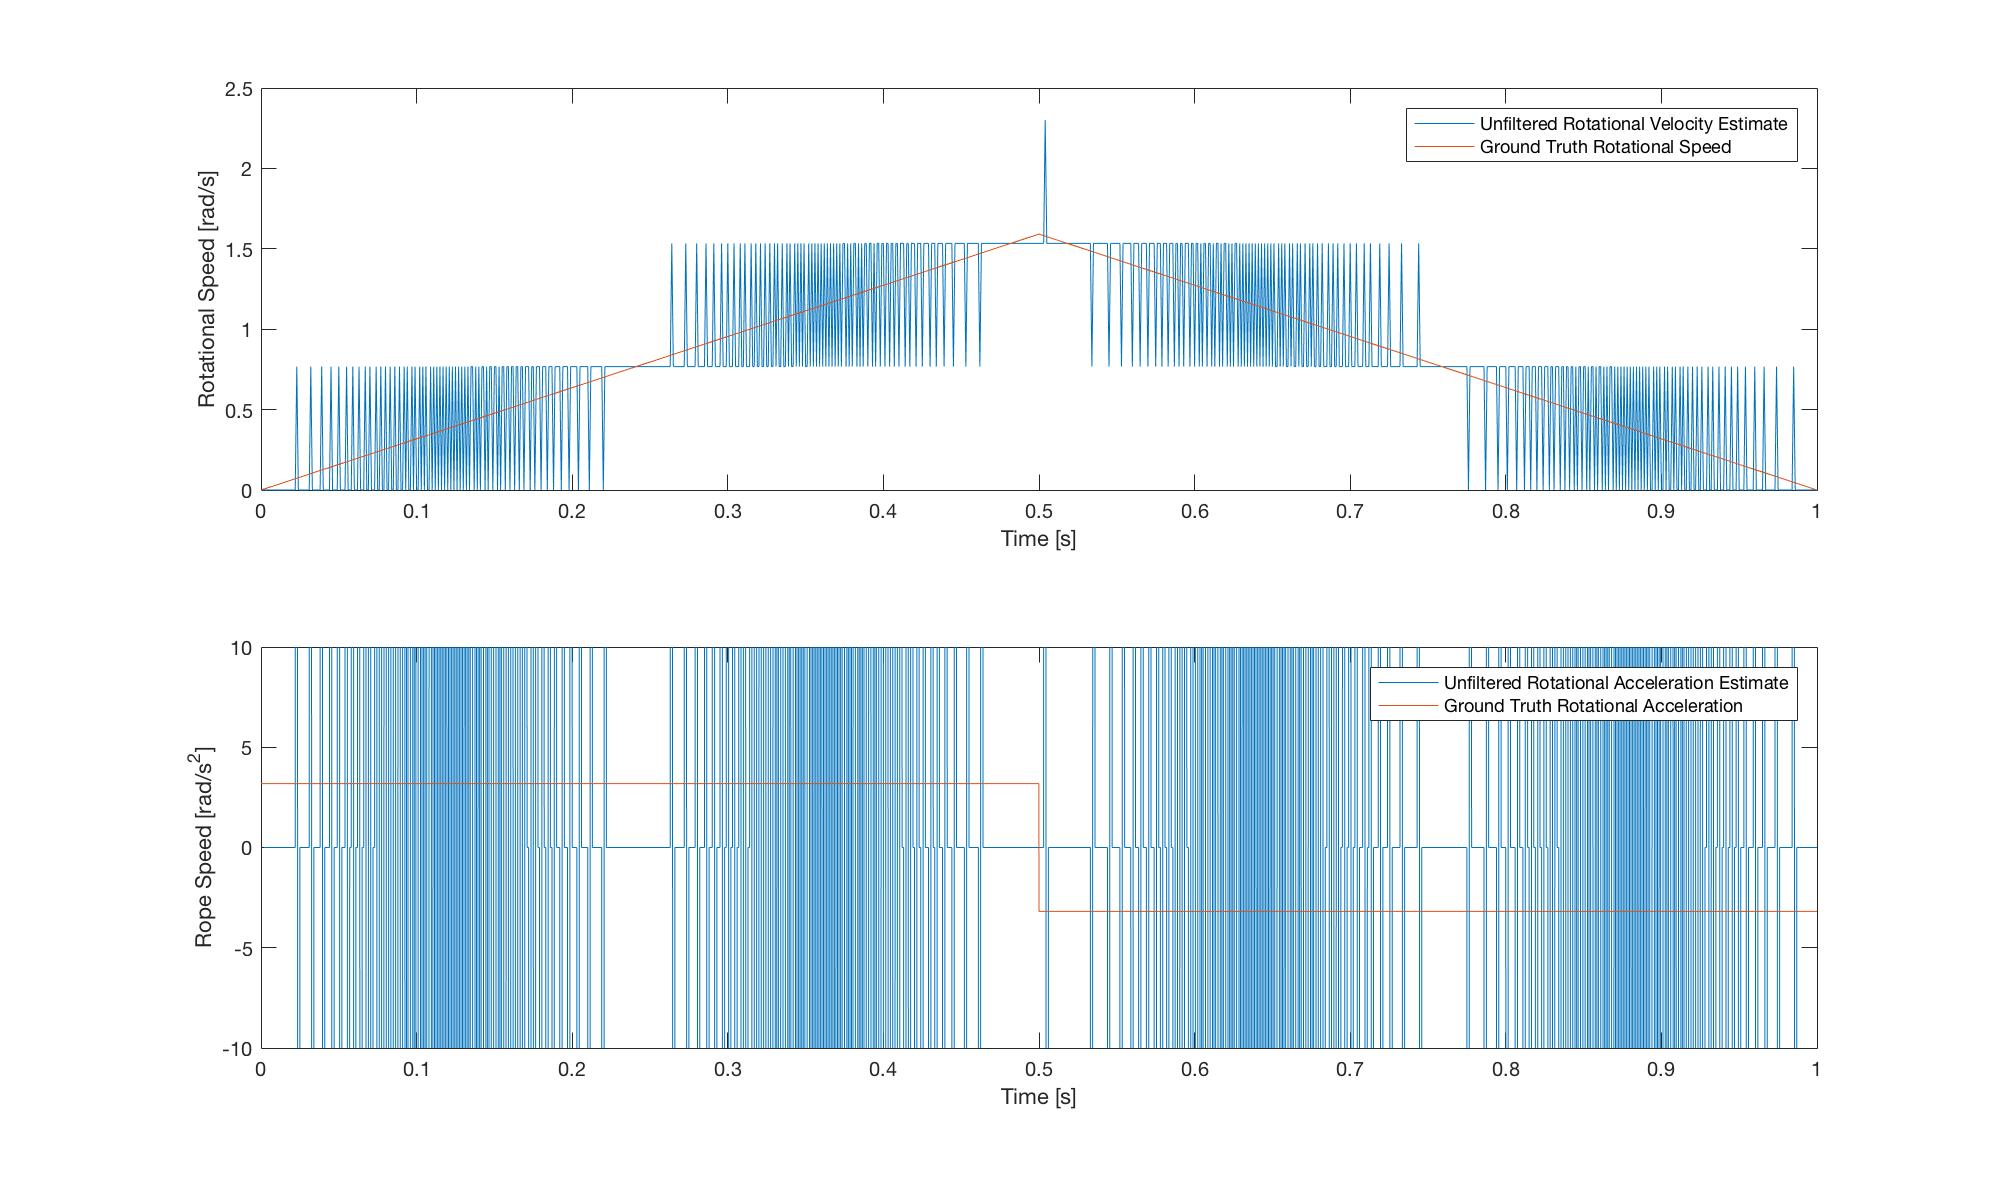 2.5
2
1.5
1
0.5
0
Rotational Speed [rad/s]
Unfiltered Rotational Velocity Estimate
Ground Truth Rotational Speed
0 0.1 0.2 0.3 0.4 0.5 0.6 0.7 0.8 0.9 1
Time [s]
10
5
0
-5
-10
Rope Speed [rad/s²]
Unfiltered Rotational Acceleration Estimate
Ground Truth Rotational Acceleration
0 0.1 0.2 0.3 0.4 0.5 0.6 0.7 0.8 0.9 1
Time [s]